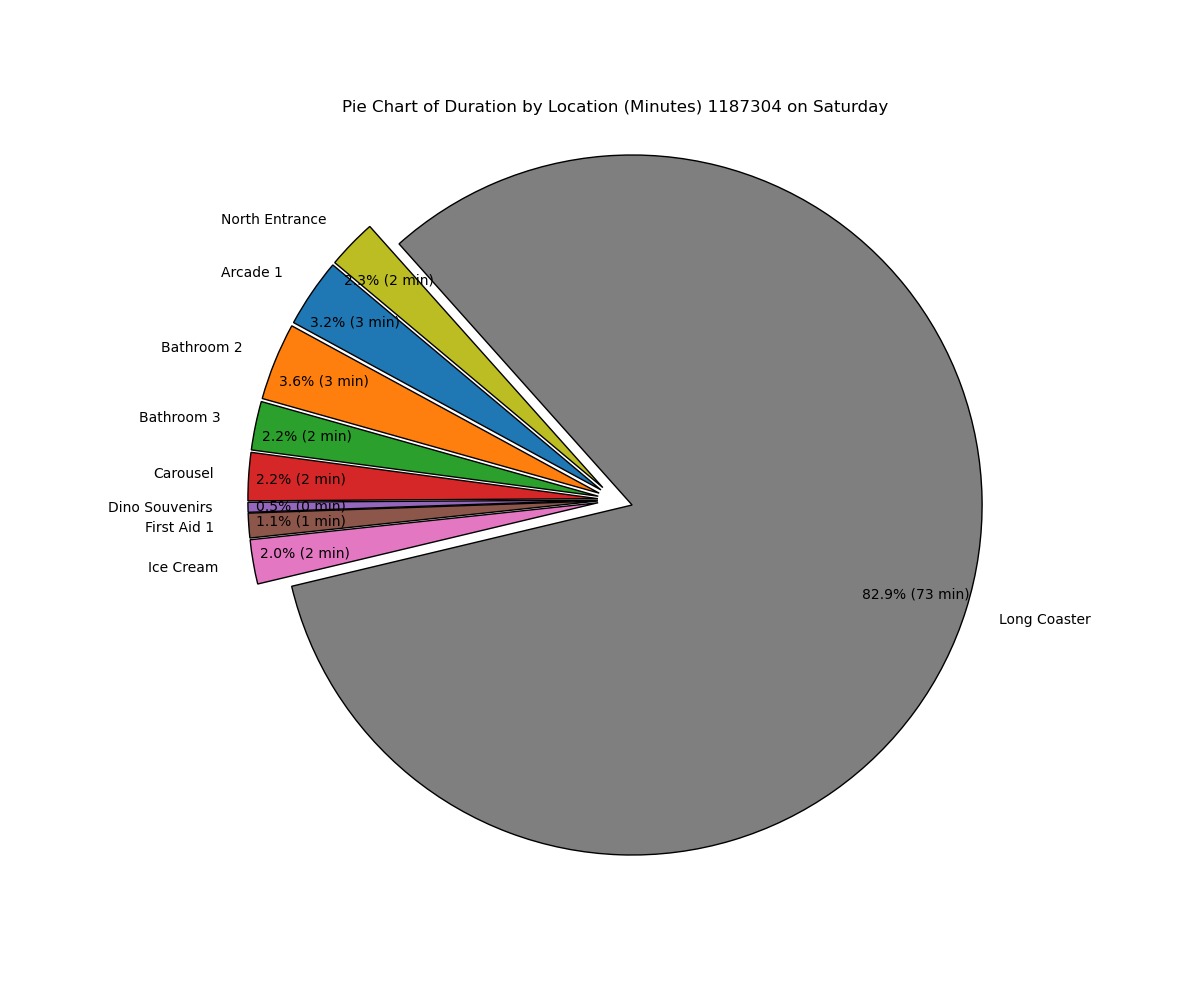 Pie Chart of Duration by Location (Minutes) 1187304 on Saturday
North Entrance
2.3% (2 min)
Arcade 1
3.2% (3 min)
Bathroom 2
3.6% (3 min)
Bathroom 3
2.2% (2 min)
Carousel
2.2% (2 min)
Dino Souvenirs
0.5% (0 min)
First Aid 1
1.1% (1 min)
Ice Cream
2.0% (2 min)
82.9% (73 min)
Long Coaster